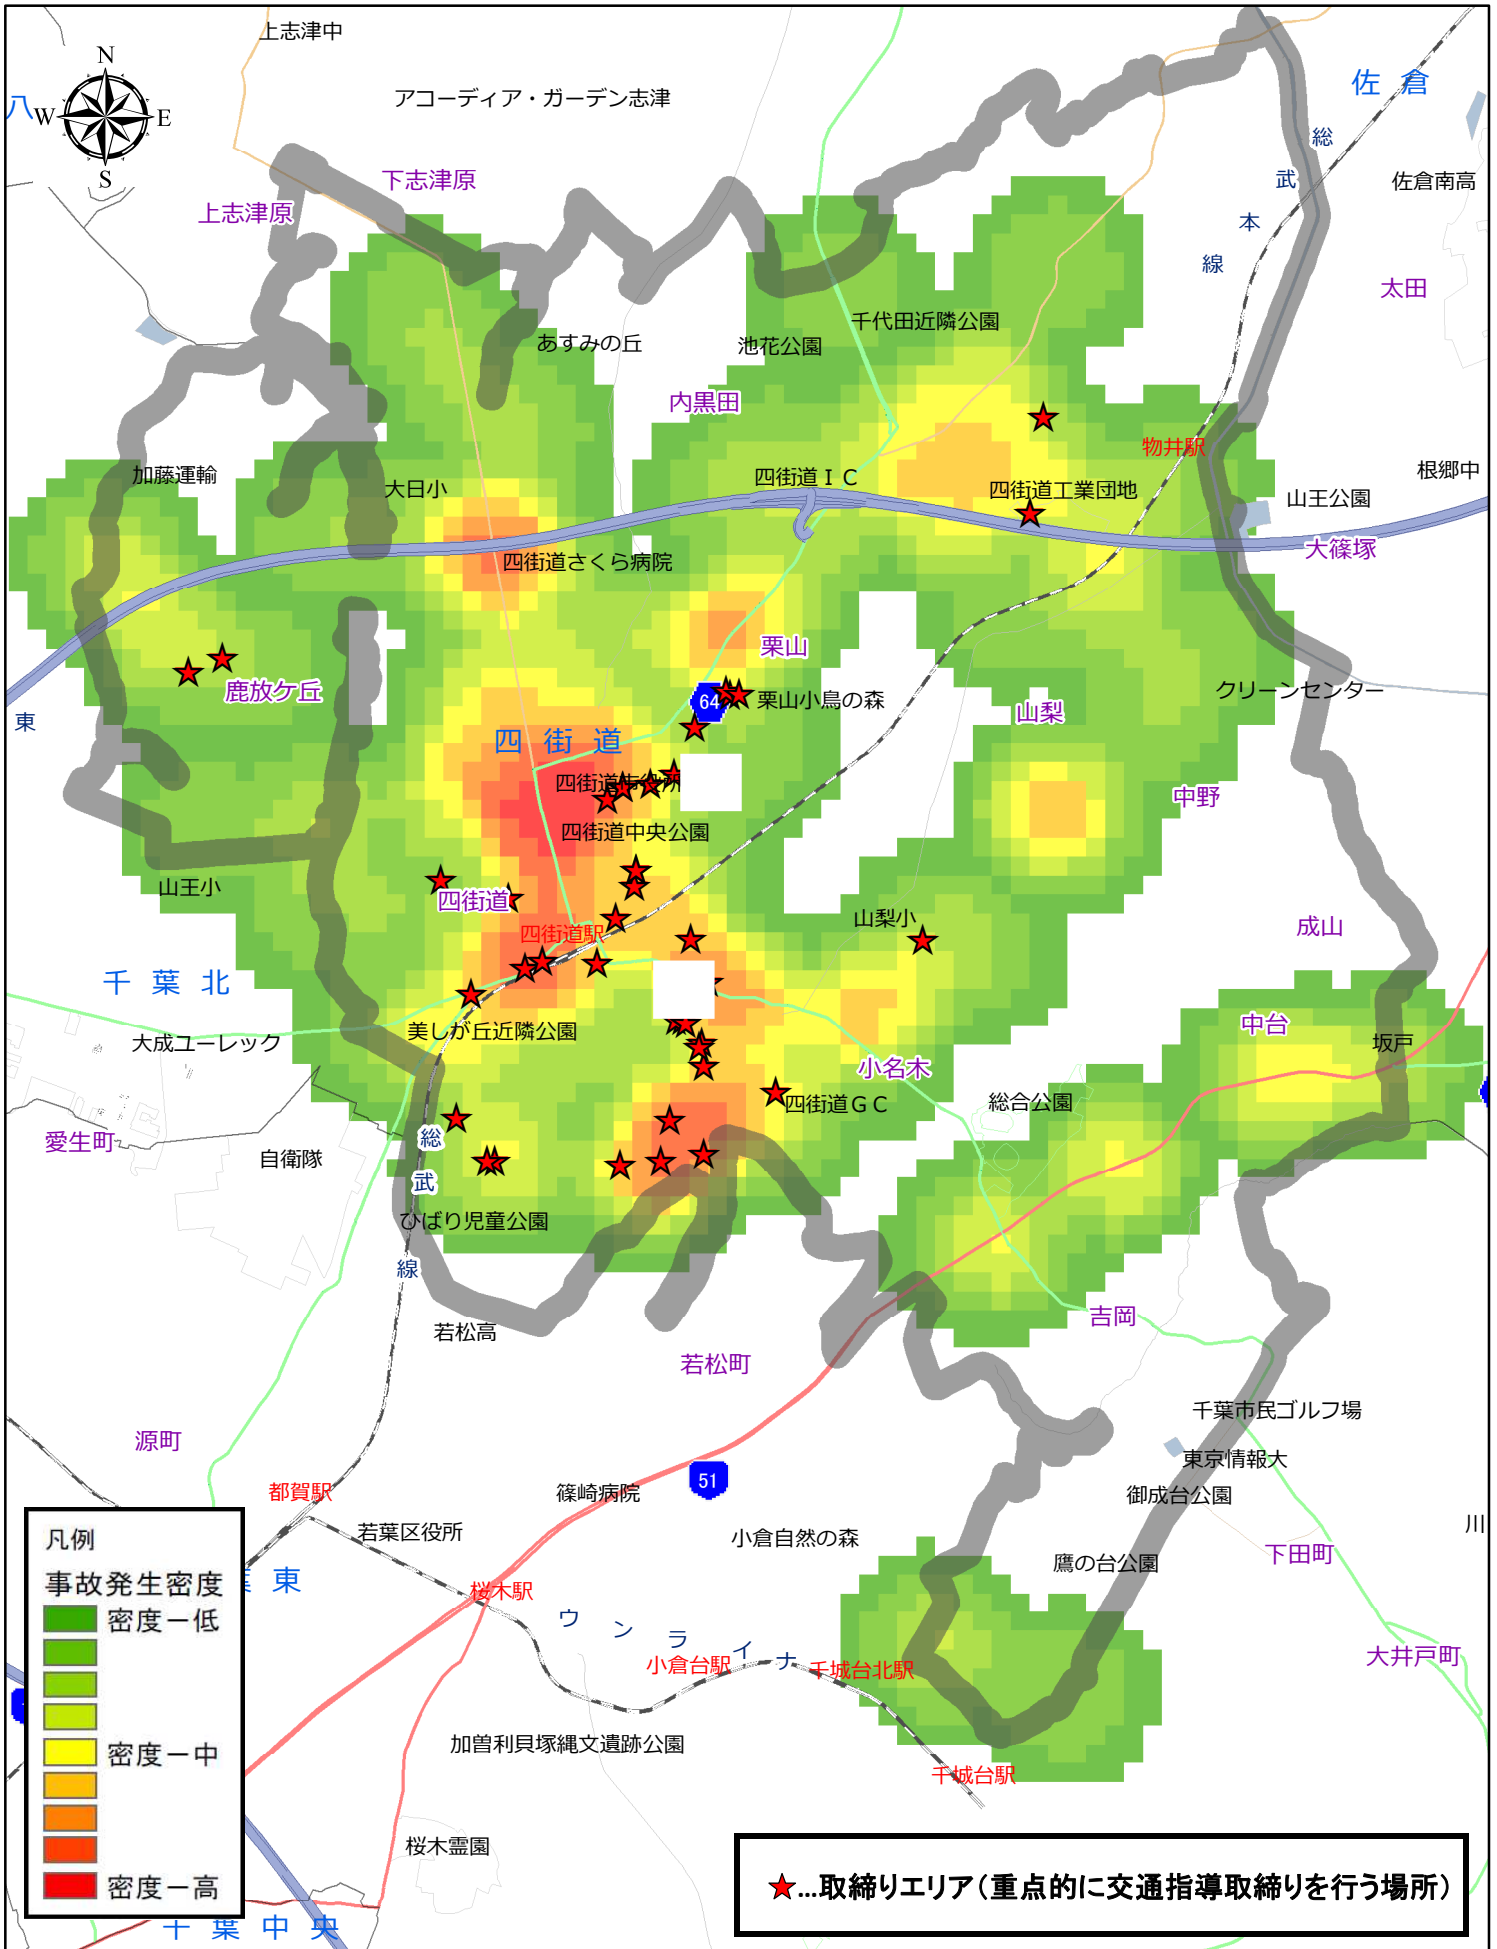 上志津中
N
W
E
S
八
アコーディア・ガーデン志津
佐倉
総武本線
佐倉南高
下志津原
上志津原
太田
千代田近隣公園
あすみの丘
池花公園
内黒田
物井駅
加藤運輸
大日小
四街道IC
四街道工業団地
根郷中
山王公園
大篠塚
四街道さくら病院
栗山
鹿放ケ丘
クリーンセンター
64
栗山小鳥の森
山梨
東
四街道
四街道市役所
中野
四街道中央公園
山王小
四街道
山梨小
成山
四街道駅
千葉北
中台
美しが丘近隣公園
大成ユーレック
坂戸
小名木
四街道GC
総合公園
愛生町
自衛隊
総武線
ひばり児童公園
吉岡
若松高
若松町
千葉市民ゴルフ場
源町
東京情報大
51
都賀駅
篠崎病院
御成台公園
若葉区役所
小倉自然の森
川
下田町
鷹の台公園
東
桜木駅
ウンライナ
小倉台駅
千城台北駅
大井戸町
加曽利貝塚縄文遺跡公園
千城台駅
桜木霊園
千葉中央
凡例
事故発生密度
密度－低
密度－中
密度－高
★…取締りエリア（重点的に交通指導取締りを行う場所）